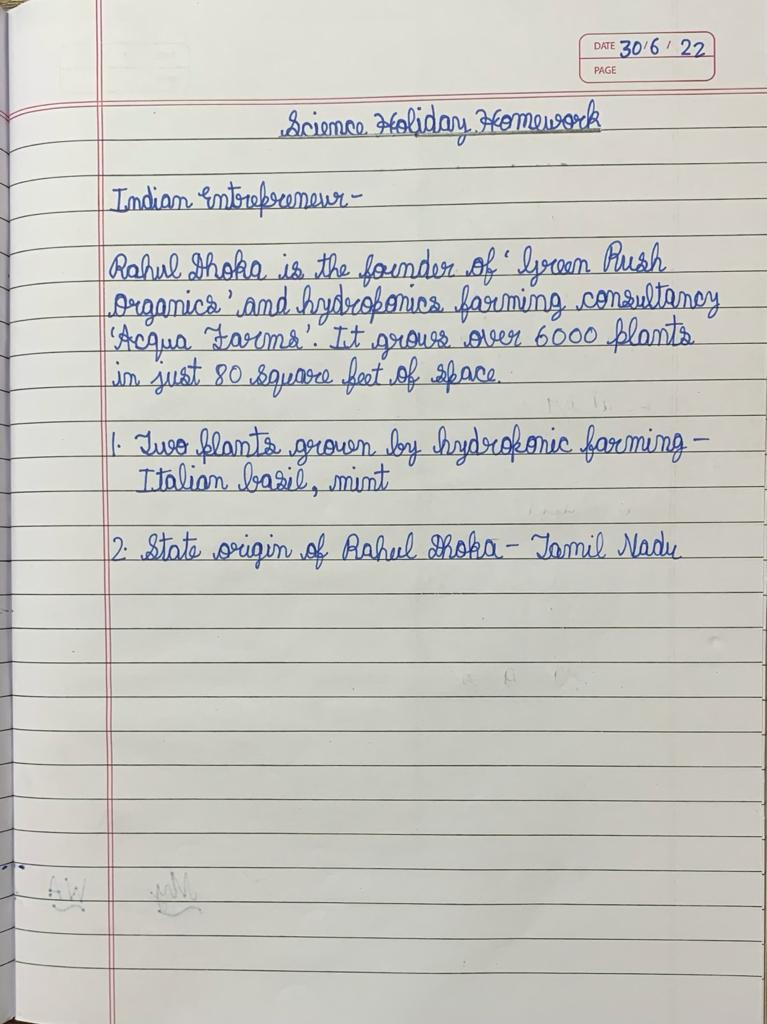 DATE 30/6/22
PAGE
Science Holiday Homework
Indian Entrepreneur-
Rahul Dhoka is the founder of 'Green Rush
Organics' and hydroponics farming consultancy
'Acqua Farms'. It grows over 6000 plants
in just 80 square feet of space.
1. Two plants grown by hydroponic farming -
Italian basil, mint
2. State origin of Rahul Dhoka - Tamil Nadu